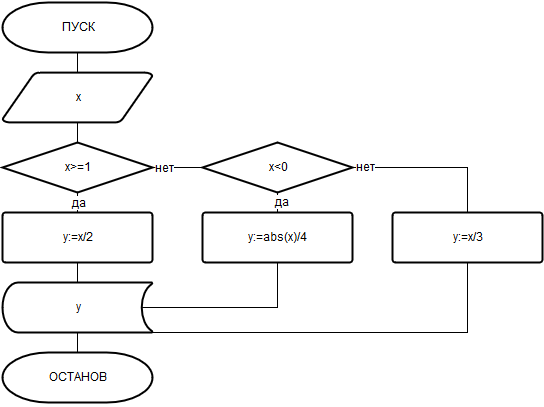 ПУСК
x
x>=1
нет
x<0
нет
да
да
y:=x/2
y:=abs(x)/4
y:=x/3
y
ОСТАНОВ